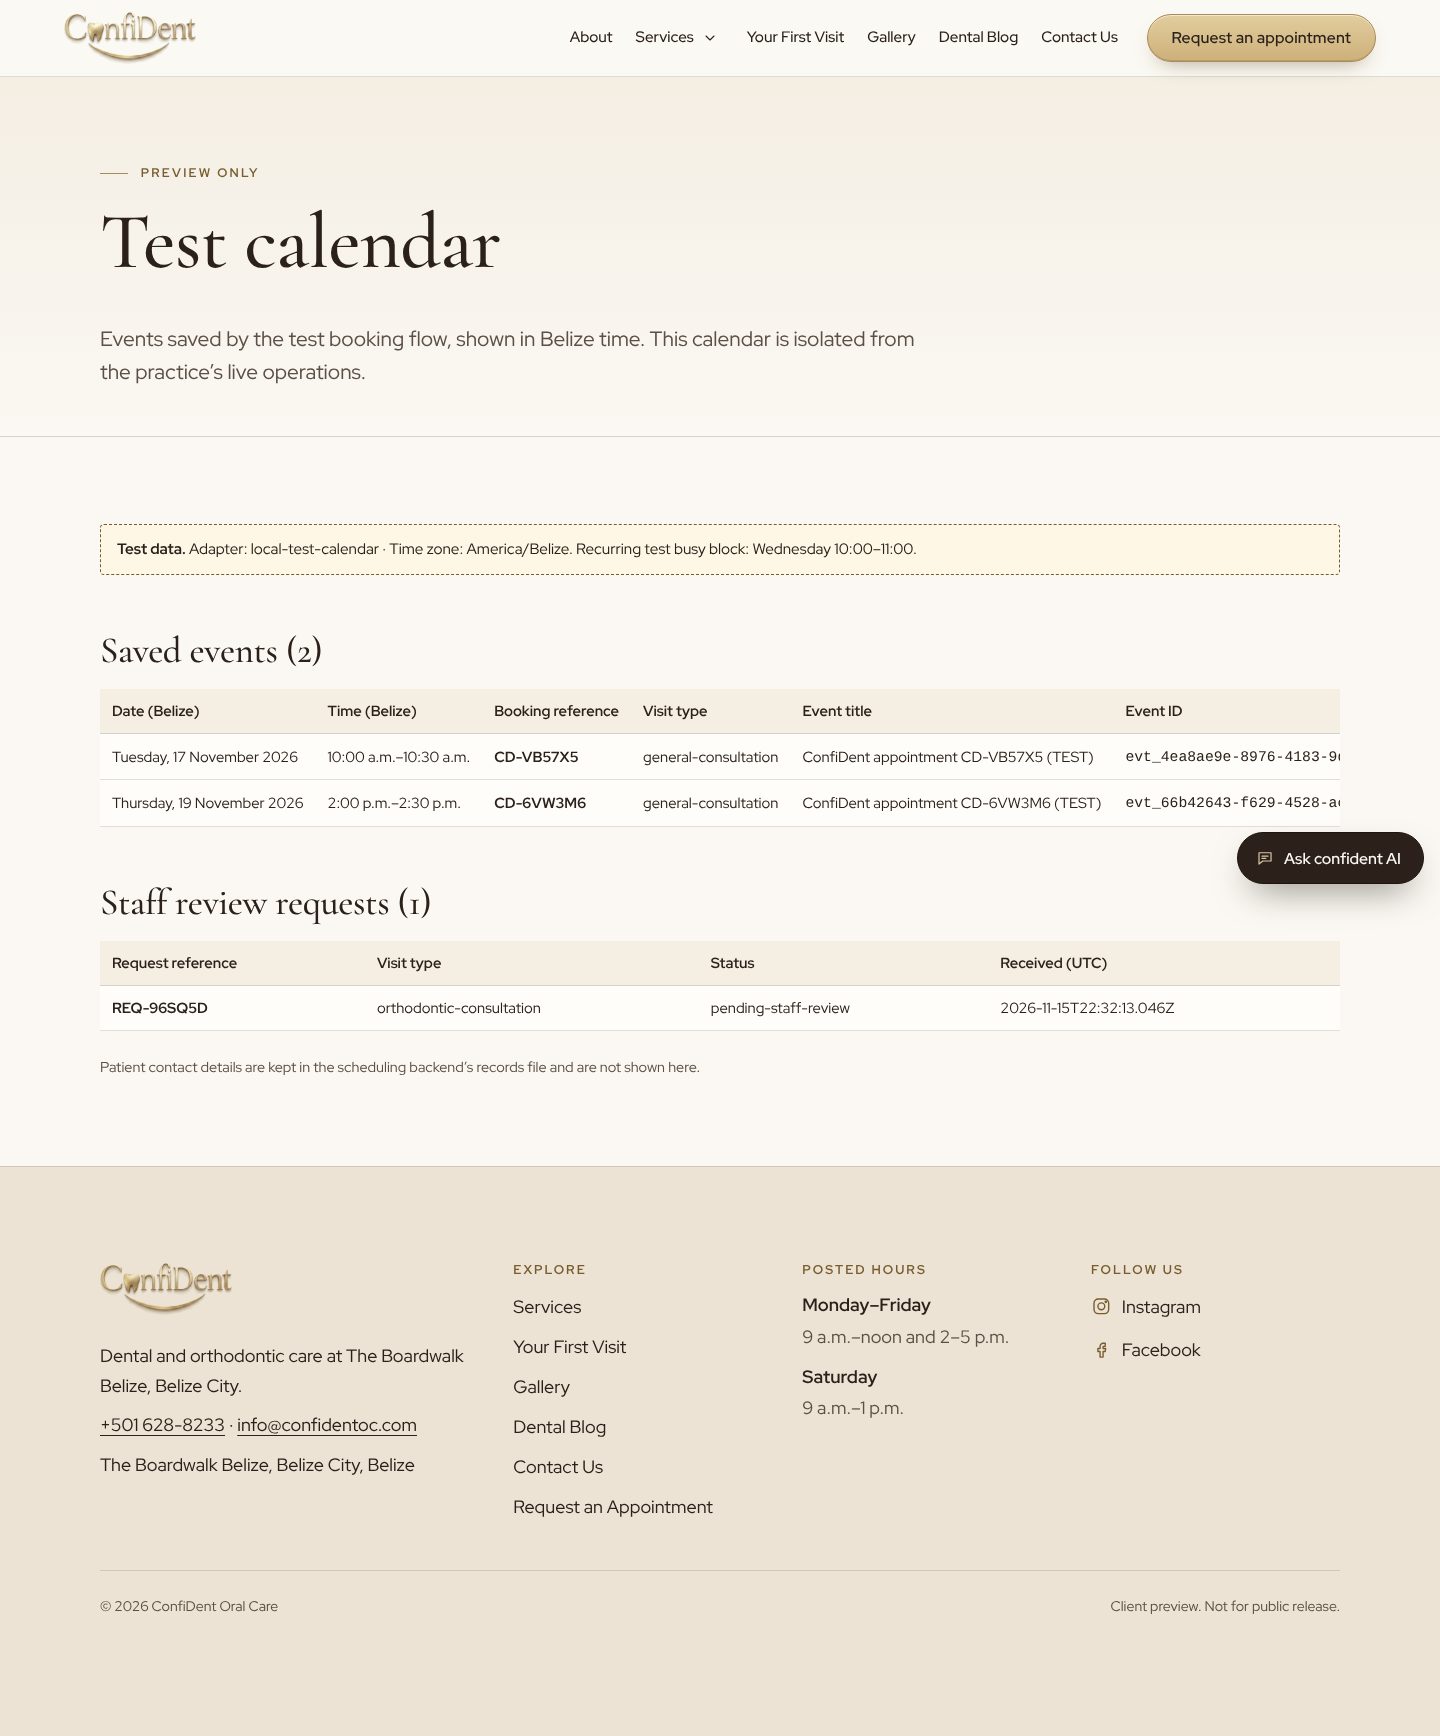 ConfiDent
About Services Your First Visit Gallery Dental Blog Contact Us Request an appointment
PREVIEW ONLY
Test calendar
Events saved by the test booking flow, shown in Belize time. This calendar is isolated from
the practice’s live operations.
Test data. Adapter: local-test-calendar · Time zone: America/Belize. Recurring test busy block: Wednesday 10:00–11:00.
Saved events (2)
Date (Belize) Time (Belize) Booking reference Visit type Event title Event ID
Tuesday, 17 November 2026 10:00 a.m.–10:30 a.m. CD-VB57X5 general-consultation ConfiDent appointment CD-VB57X5 (TEST) evt_4ea8ae9e-8976-4183-9
Thursday, 19 November 2026 2:00 p.m.–2:30 p.m. CD-6VW3M6 general-consultation ConfiDent appointment CD-6VW3M6 (TEST) evt_66b42643-f629-4528-a
Ask confident AI
Staff review requests (1)
Request reference Visit type Status Received (UTC)
REQ-96SQ5D orthodontic-consultation pending-staff-review 2026-11-15T22:32:13.046Z
Patient contact details are kept in the scheduling backend’s records file and are not shown here.
ConfiDent
Dental and orthodontic care at The Boardwalk
Belize, Belize City.
+501 628-8233 · info@confidentoc.com
The Boardwalk Belize, Belize City, Belize
EXPLORE
Services
Your First Visit
Gallery
Dental Blog
Contact Us
Request an Appointment
POSTED HOURS
Monday–Friday
9 a.m.–noon and 2–5 p.m.
Saturday
9 a.m.–1 p.m.
FOLLOW US
Instagram
Facebook
© 2026 ConfiDent Oral Care
Client preview. Not for public release.